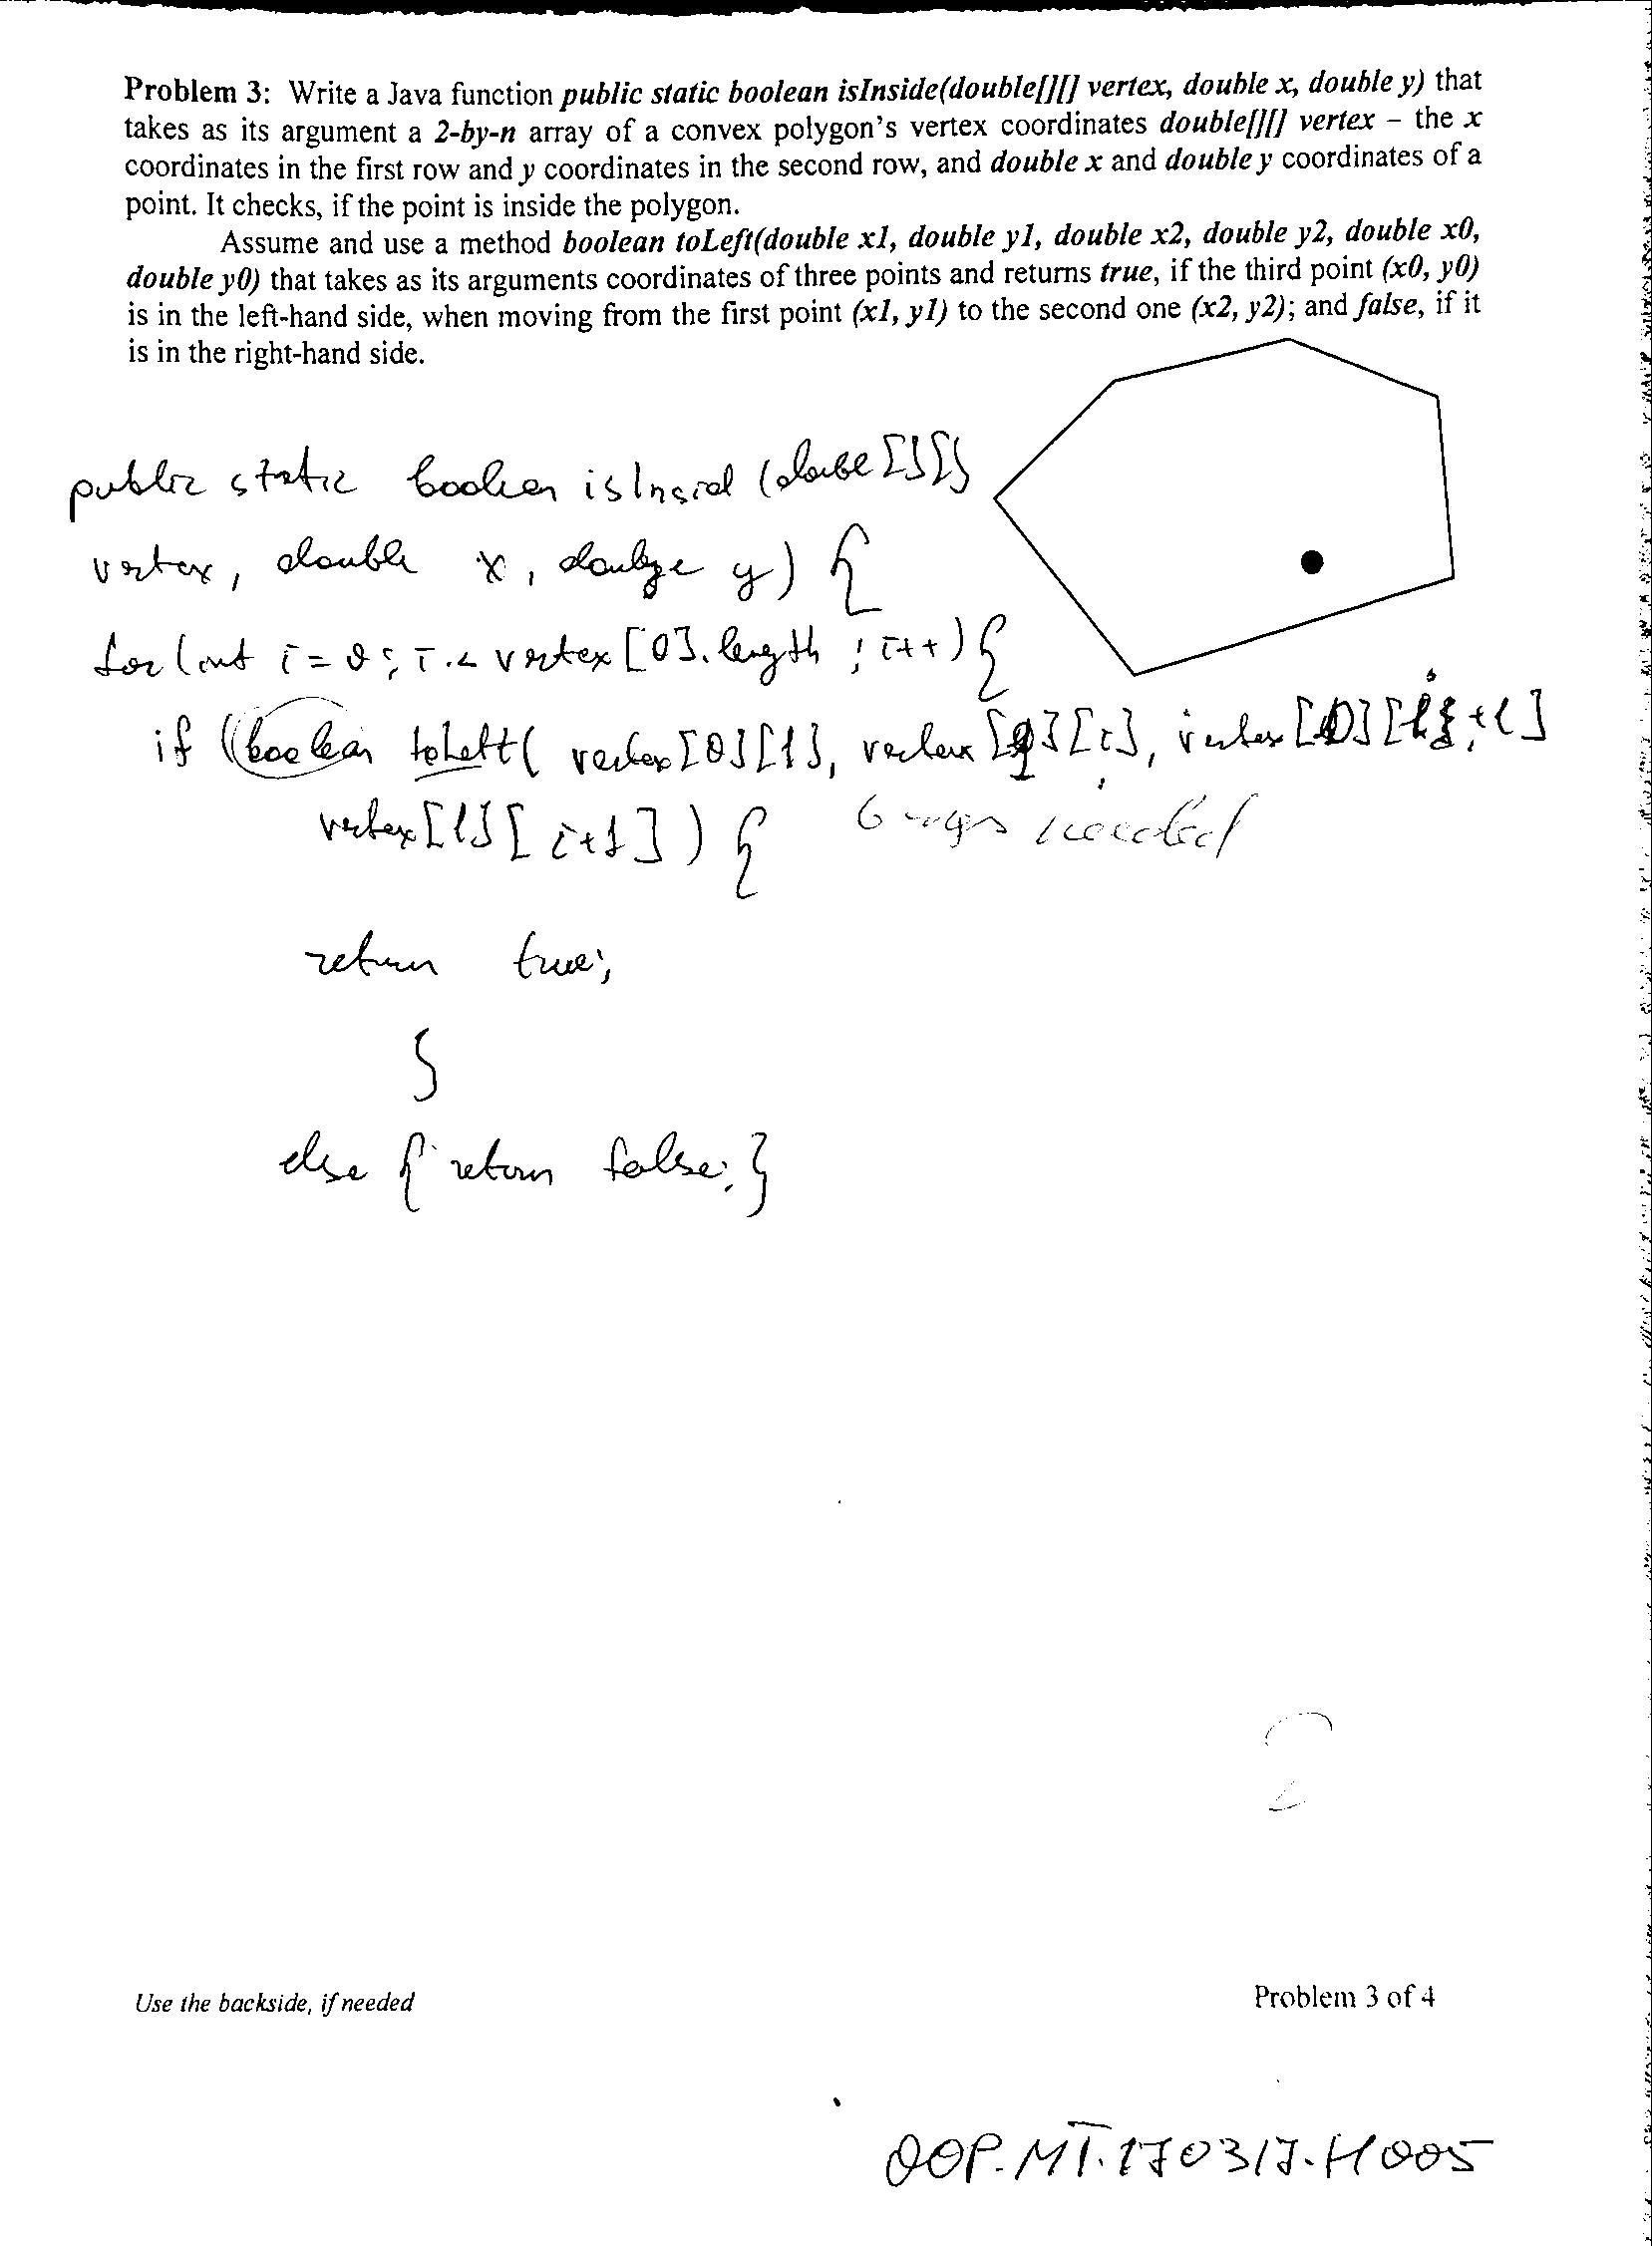 Problem 3: Write a Java function public static boolean isInside(double[][] vertex, double x, double y) that
takes as its argument a 2-by-n array of a convex polygon's vertex coordinates double[][] vertex – the x
coordinates in the first row and y coordinates in the second row, and double x and double y coordinates of a
point. It checks, if the point is inside the polygon.
Assume and use a method boolean toLeft(double x1, double y1, double x2, double y2, double x0,
double y0) that takes as its arguments coordinates of three points and returns true, if the third point (x0, y0)
is in the left-hand side, when moving from the first point (x1, y1) to the second one (x2, y2); and false, if it
is in the right-hand side.
public static boolean isInsid (double [][]
vertex, double x, double y) {
for (int i = 0; i < vertex [0].length ; i++) {
if (boolean toLeft( vertex [0][i], vertex [1][i], vertex [0][i+1]
vertex [1][i+1]) {
6 args needed
return true;
}
else { return false; }
Use the backside, if needed
Problem 3 of 4
OOP.MT.170317.H005